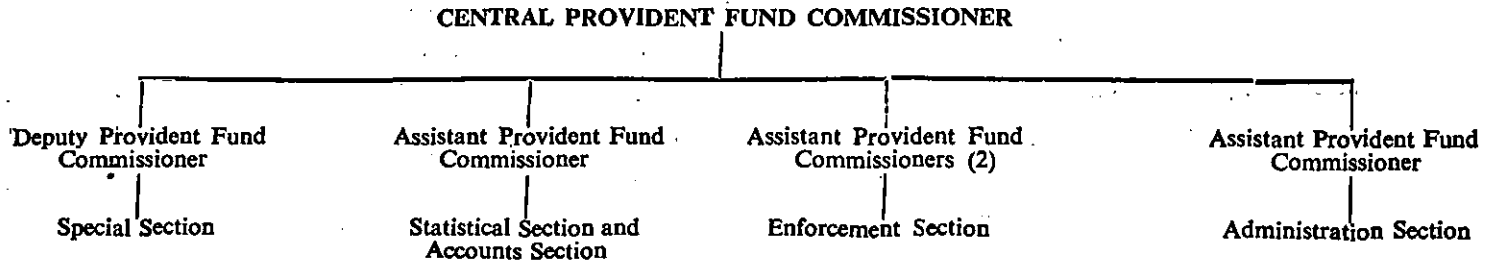 CENTRAL PROVIDENT FUND COMMISSIONER
Deputy Provident Fund
Commissioner
Special Section
Assistant Provident Fund
Commissioner
Statistical Section and
Accounts Section
Assistant Provident Fund
Commissioners (2)
Enforcement Section
Assistant Provident Fund
Commissioner
Administration Section